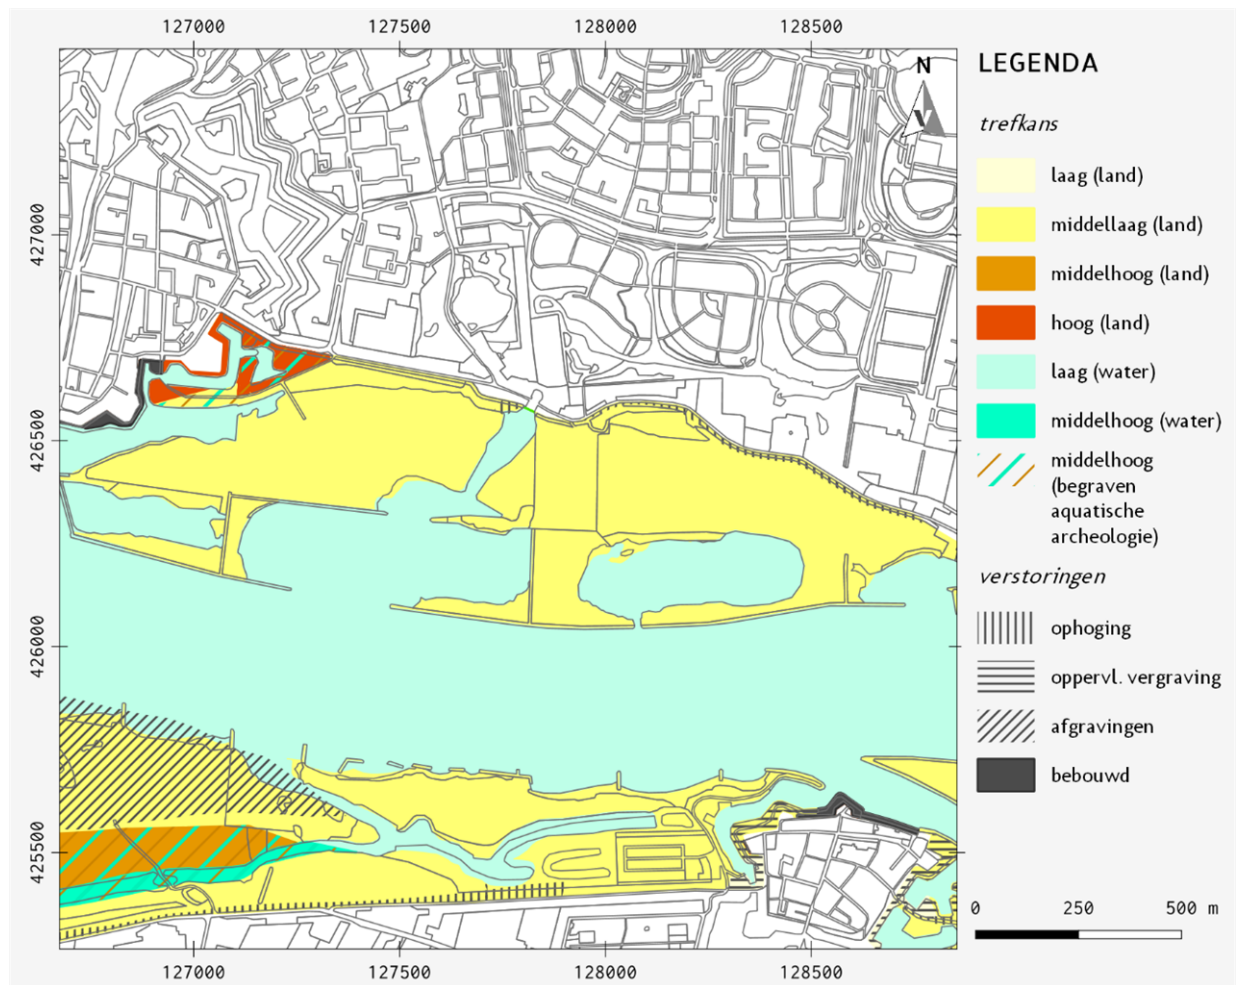 127000 127500 128000 128500
427000
426500
426000
425500
127000 127500 128000 128500
N
V
LEGENDA
trefkans
laag (land)
middellaag (land)
middelhoog (land)
hoog (land)
laag (water)
middelhoog (water)
middelhoog
(begraven
aquatische
archeologie)
verstoringen
ophoging
oppervl. vergraving
afgravingen
bebouwd
0 250 500 m